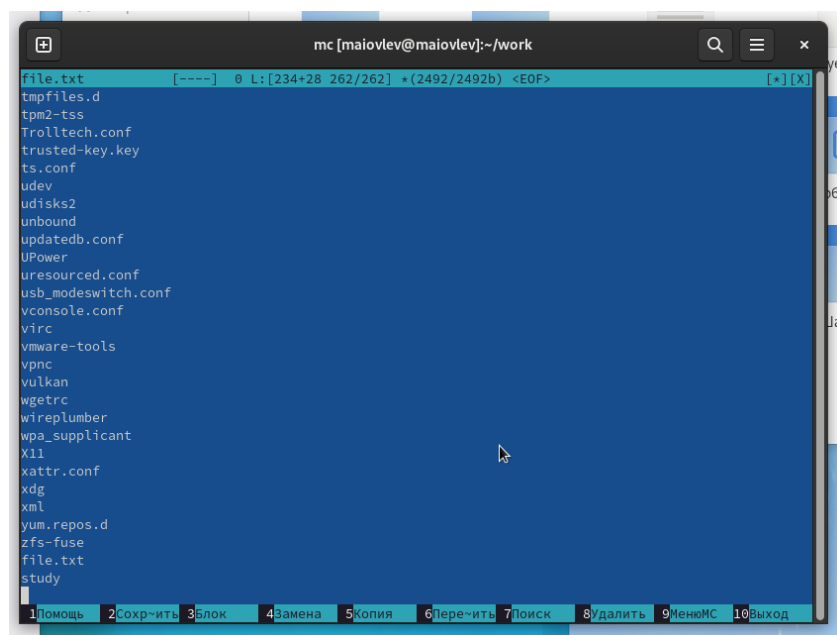 mc [maiovlev@maiovlev]:~/work
file.txt [----] 0 L:[234+28 262/262] *(2492/2492b) <EOF> [*][X]
tmpfiles.d
tpm2-tss
Trolltech.conf
trusted-key.key
ts.conf
udev
udisks2
unbound
updatedb.conf
UPower
uresourced.conf
usb_modeswitch.conf
vconsole.conf
virc
vmware-tools
vpnc
vulkan
wgetrc
wireplumber
wpa_supplicant
X11
xattr.conf
xdg
xml
yum.repos.d
zfs-fuse
file.txt
study
1Помощь 2Сохр~ить 3Блок 4Замена 5Копия 6Пере~ить 7Поиск 8Удалить 9МенюMC 10Выход